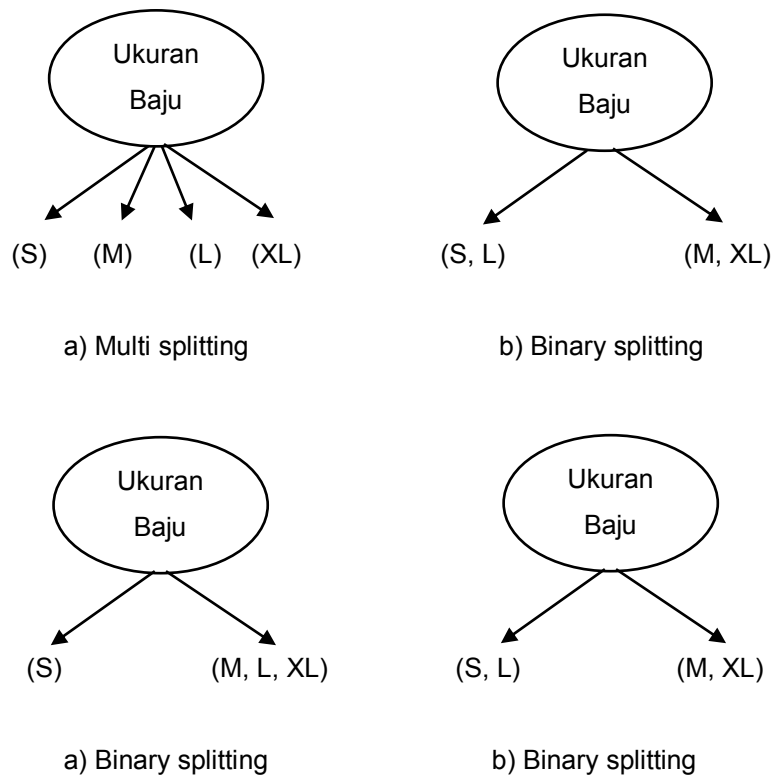 Ukuran
Baju
Ukuran
Baju
(S) (M) (L) (XL)
(S, L) (M, XL)
a) Multi splitting
b) Binary splitting
Ukuran
Baju
Ukuran
Baju
(S) (M, L, XL)
(S, L) (M, XL)
a) Binary splitting
b) Binary splitting